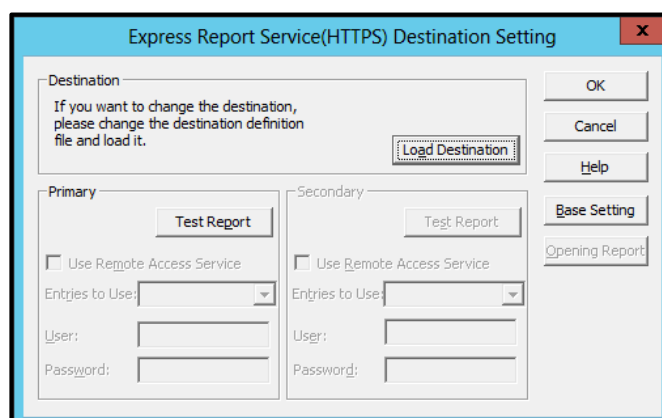 Express Report Service(HTTPS) Destination Setting
x
Destination
If you want to change the destination,
please change the destination definition
file and load it.
Load Destination
OK
Cancel
Help
Base Setting
Opening Report
Primary
Test Report
Use Remote Access Service
Entries to Use:
User:
Password:
Secondary
Test Report
Use Remote Access Service
Entries to Use:
User:
Password: